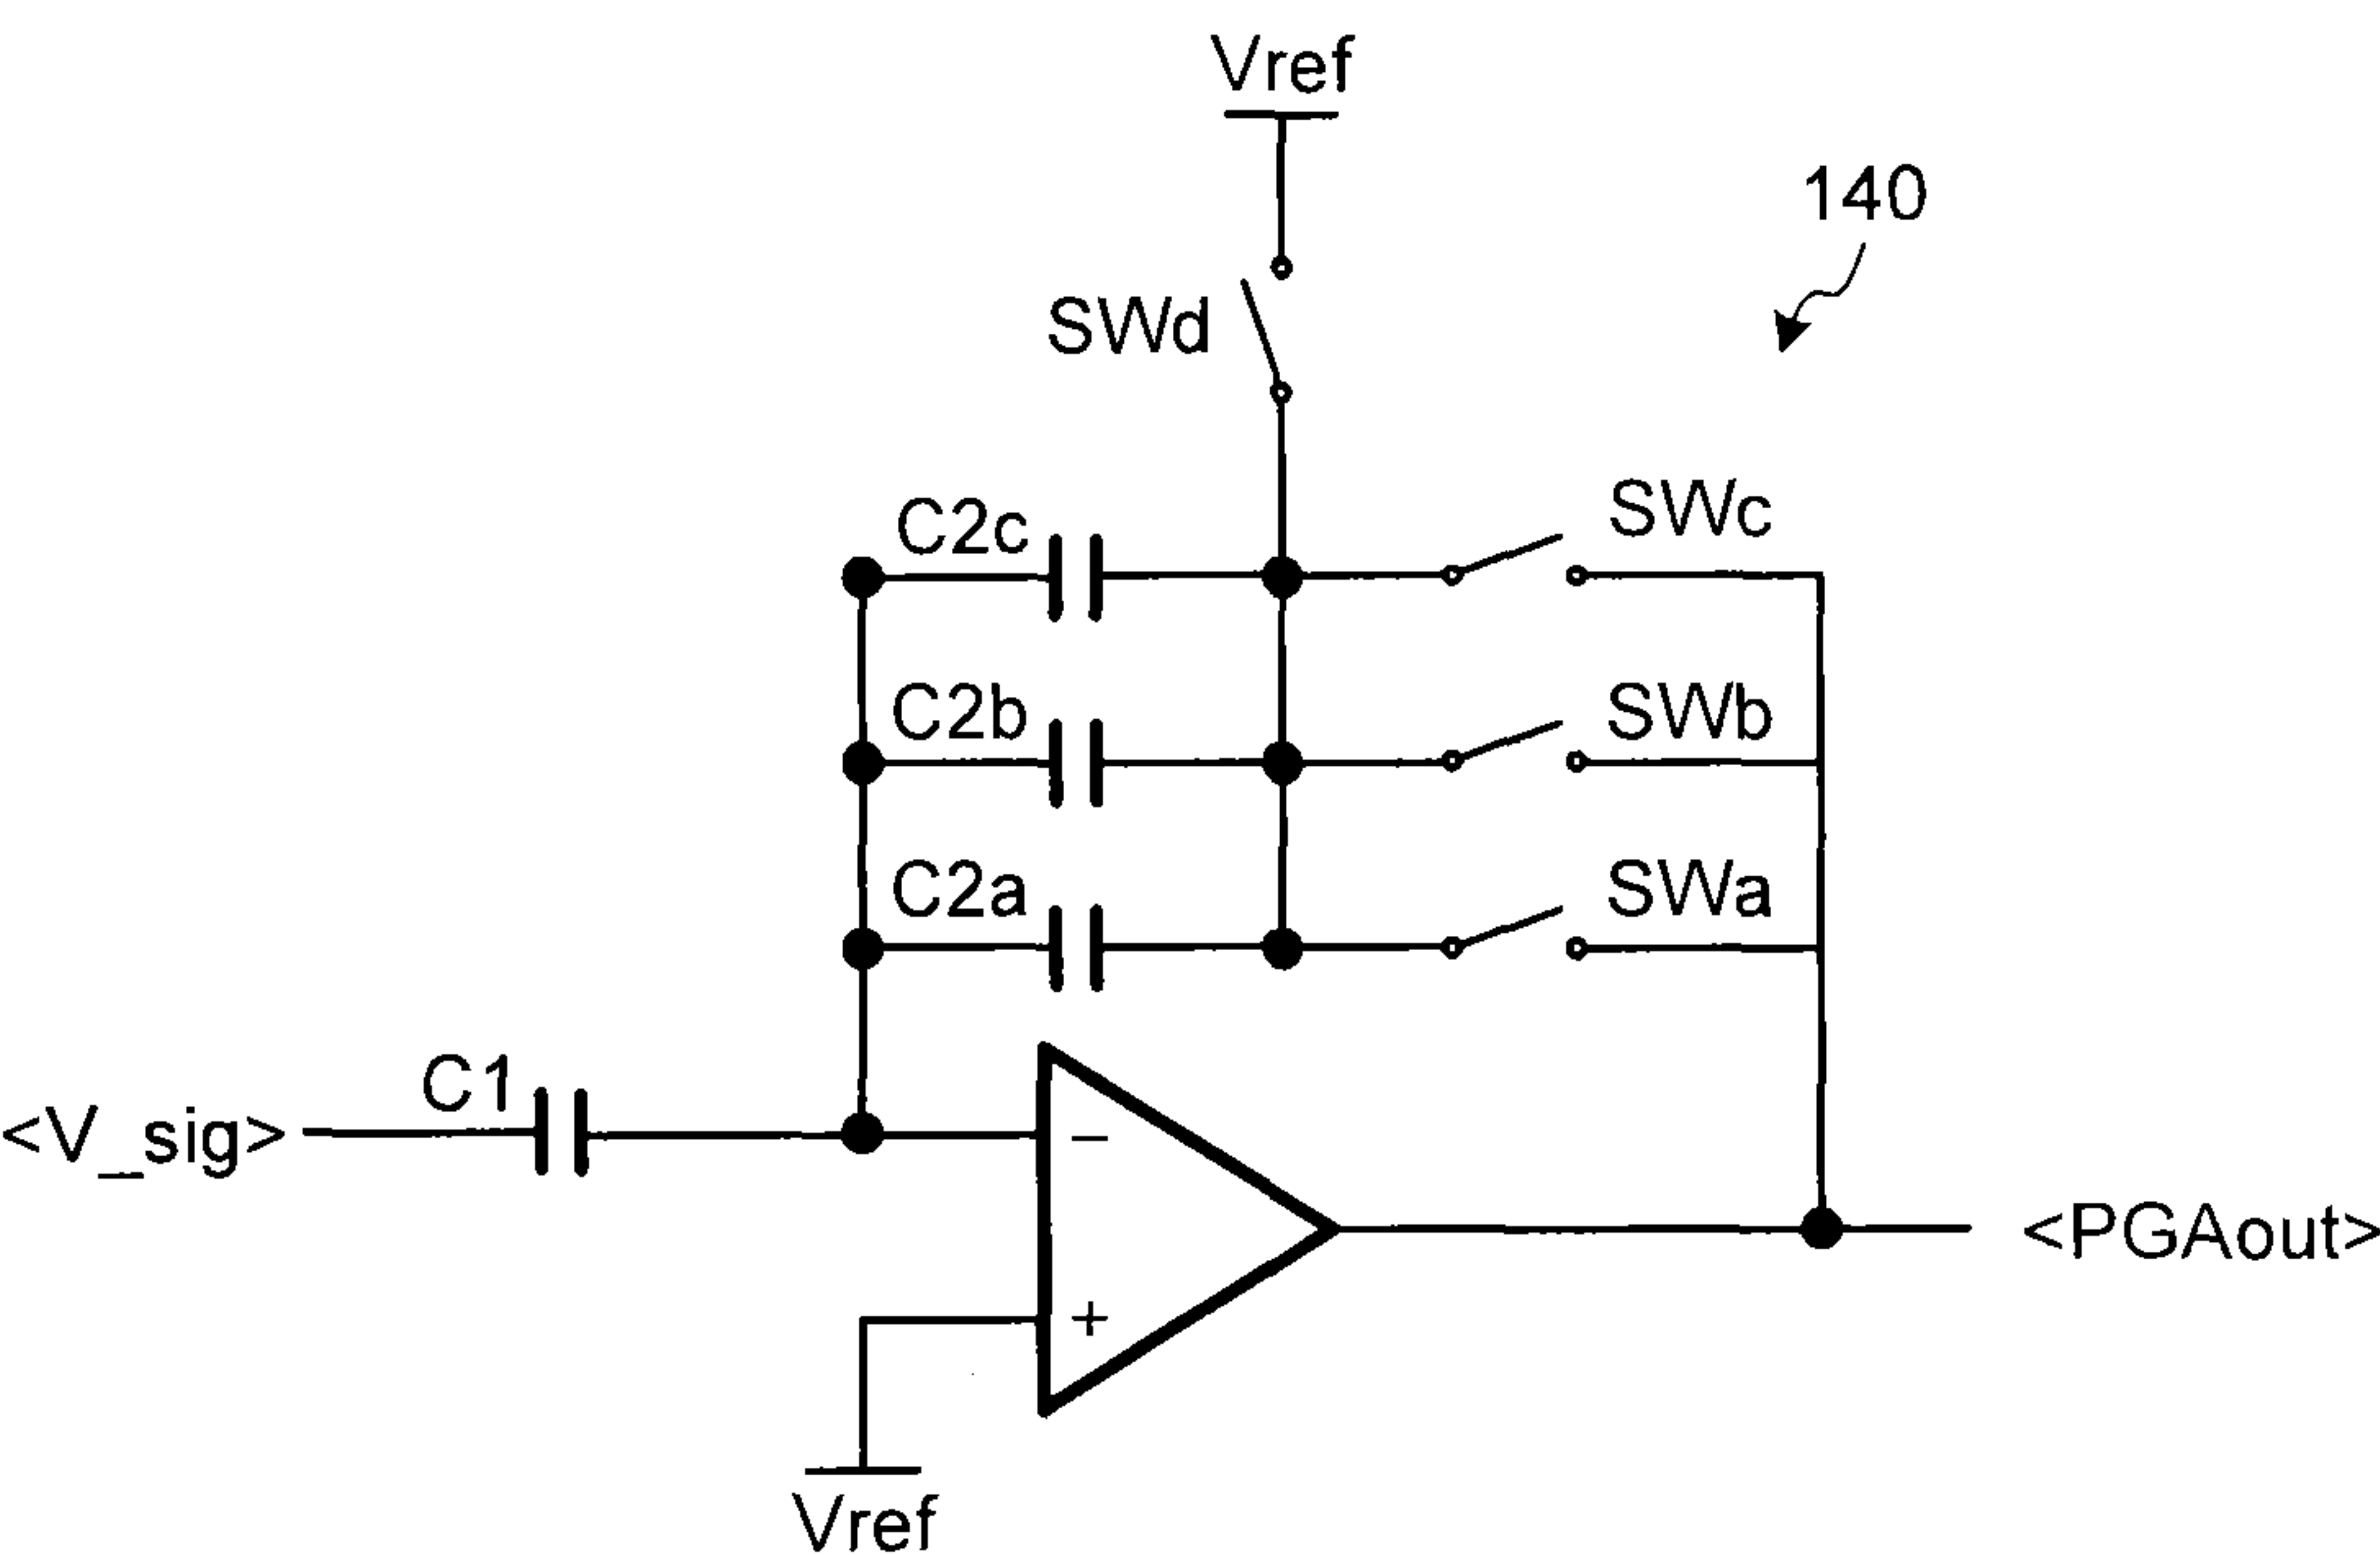 Vref
140
SWd
C2c
SWc
C2b
SWb
C2a
SWa
C1
<V_sig>
−
+
<PGAout>
Vref